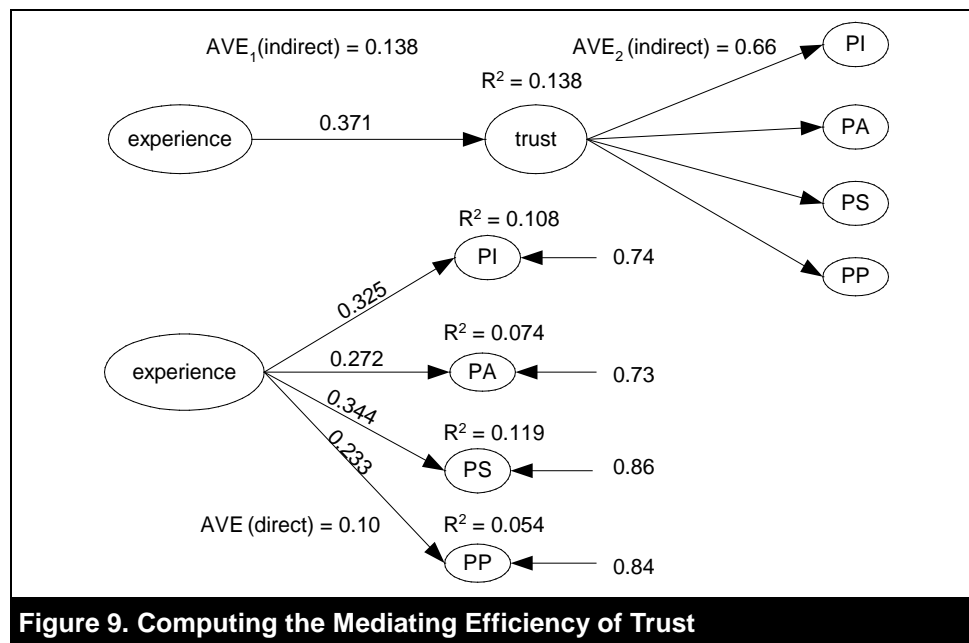 AVE₁(indirect) = 0.138
AVE₂ (indirect) = 0.66
PI
R² = 0.138
experience
0.371
trust
PA
PS
PP
R² = 0.108
PI
0.74
0.325
R² = 0.074
experience
0.272
PA
0.73
0.344
R² = 0.119
0.233
PS
0.86
AVE (direct) = 0.10
R² = 0.054
PP
0.84
Figure 9. Computing the Mediating Efficiency of Trust